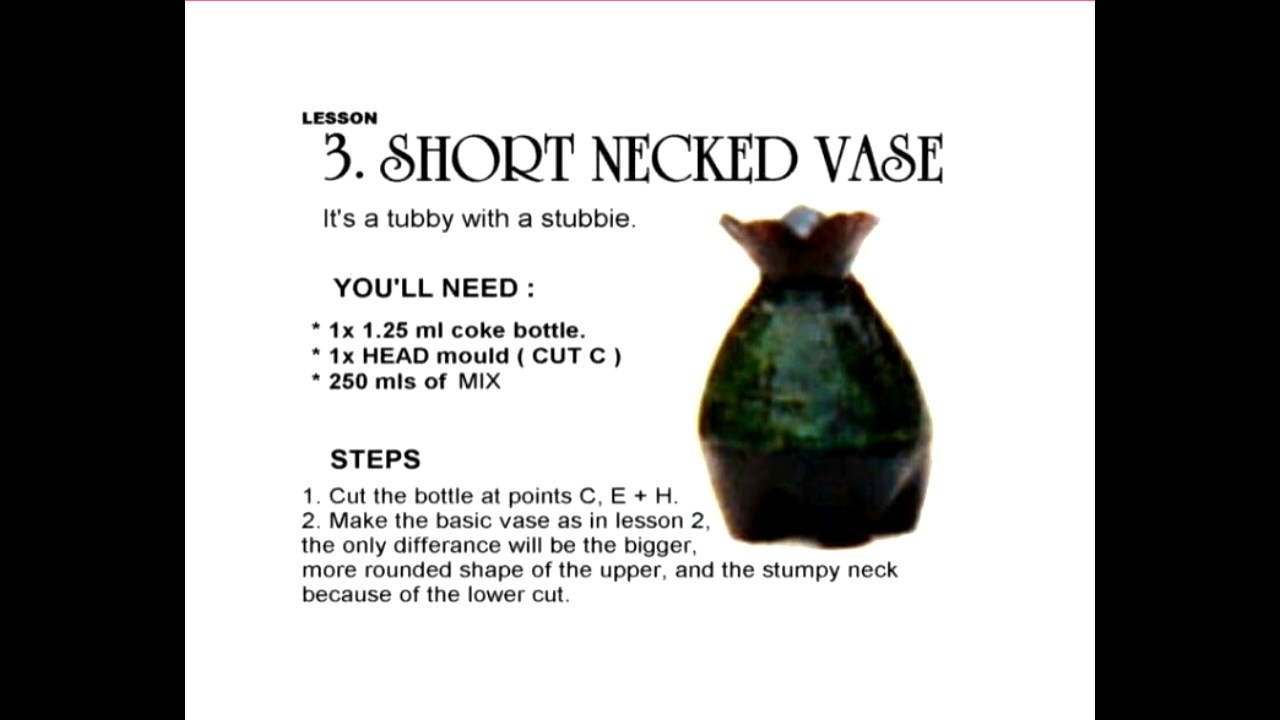 LESSON
3. SHORT NECKED VASE
It's a tubby with a stubbie.
YOU'LL NEED :
* 1x 1.25 ml coke bottle.
* 1x HEAD mould ( CUT C )
* 250 mls of MIX
STEPS
1. Cut the bottle at points C, E + H.
2. Make the basic vase as in lesson 2,
the only differance will be the bigger,
more rounded shape of the upper, and the stumpy neck
because of the lower cut.